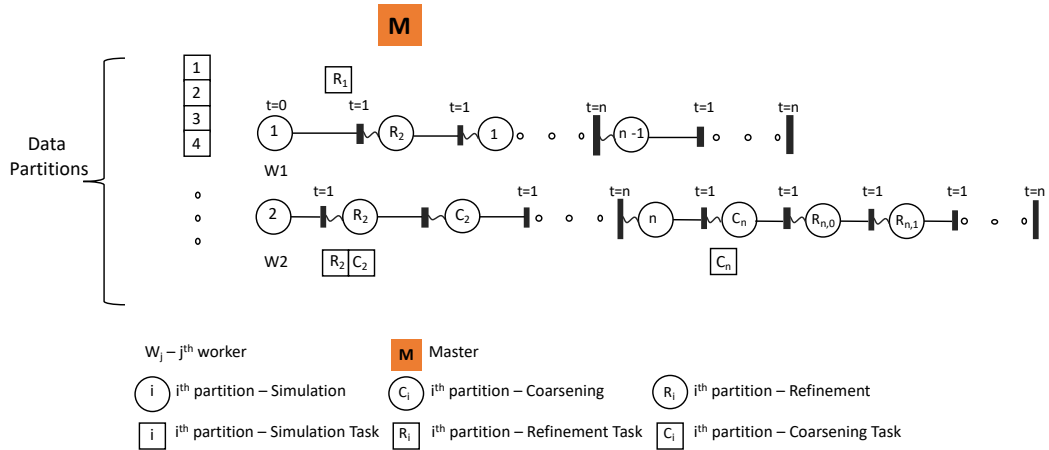 M
1
2
3
4
Data
Partitions
R1
t=0 t=1 t=1 t=n t=1 t=n
1 R2 1 n -1
W1
t=1 t=1 t=n t=1 t=1 t=1 t=1 t=n
2 R2 C2 n Cn Rn,0 Rn,1
W2
R2 C2 Cn
Wj – jth worker M Master
i ith partition – Simulation Ci ith partition – Coarsening Ri ith partition – Refinement
i ith partition – Simulation Task Ri ith partition – Refinement Task Ci ith partition – Coarsening Task